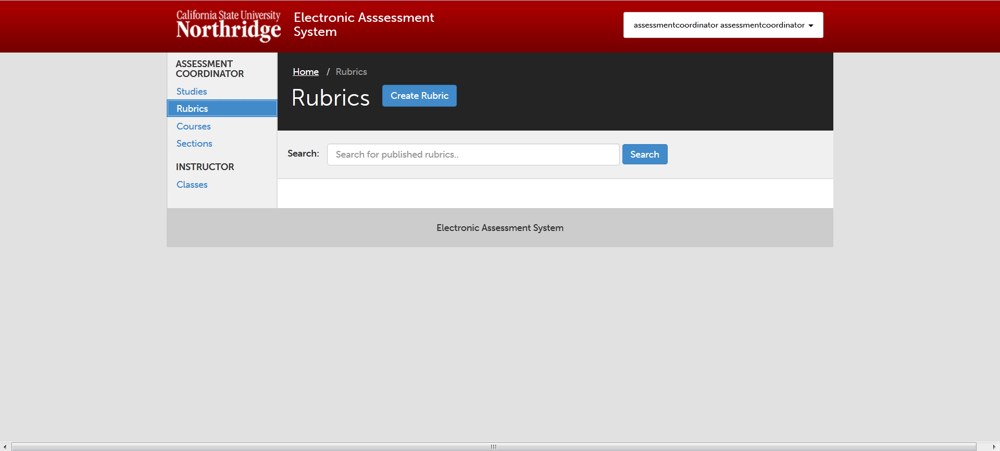 California State University
Northridge
Electronic Asssessment
System
assessmentcoordinator assessmentcoordinator
ASSESSMENT
COORDINATOR
Studies
Rubrics
Courses
Sections
INSTRUCTOR
Classes
Home / Rubrics
Rubrics
Create Rubric
Search:
Search for published rubrics..
Search
Electronic Assessment System